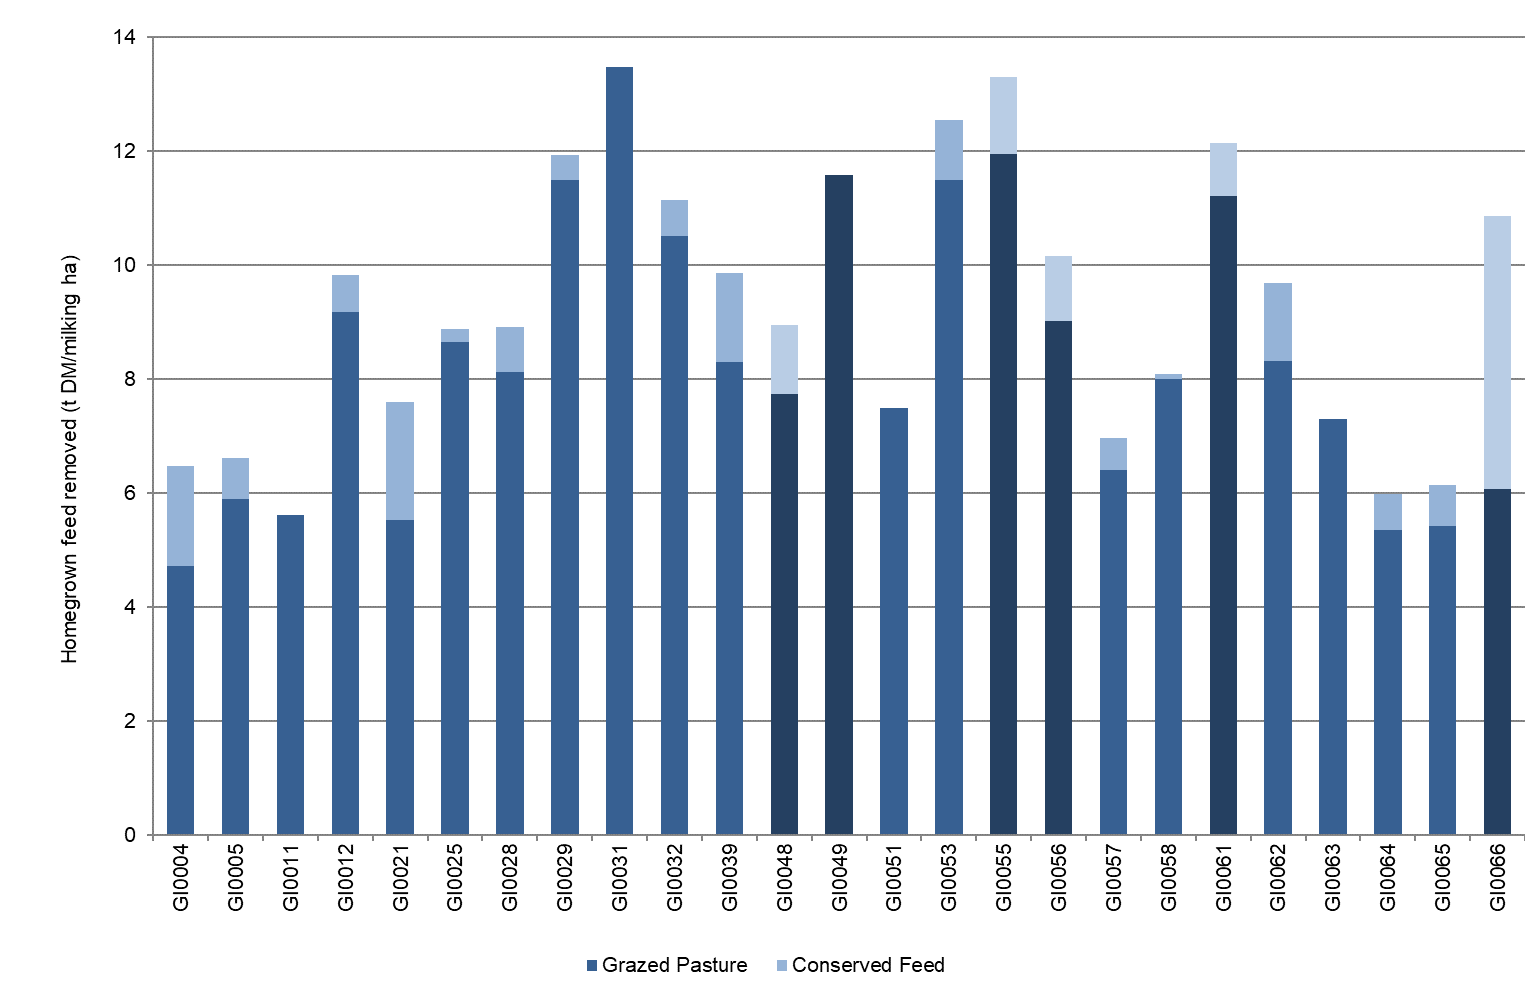 14
12
10
8
6
4
2
0
Homegrown feed removed (t DM/milking ha)
GI0004
GI0005
GI0011
GI0012
GI0021
GI0025
GI0028
GI0029
GI0031
GI0032
GI0039
GI0048
GI0049
GI0051
GI0053
GI0055
GI0056
GI0057
GI0058
GI0061
GI0062
GI0063
GI0064
GI0065
GI0066
Grazed Pasture
Conserved Feed